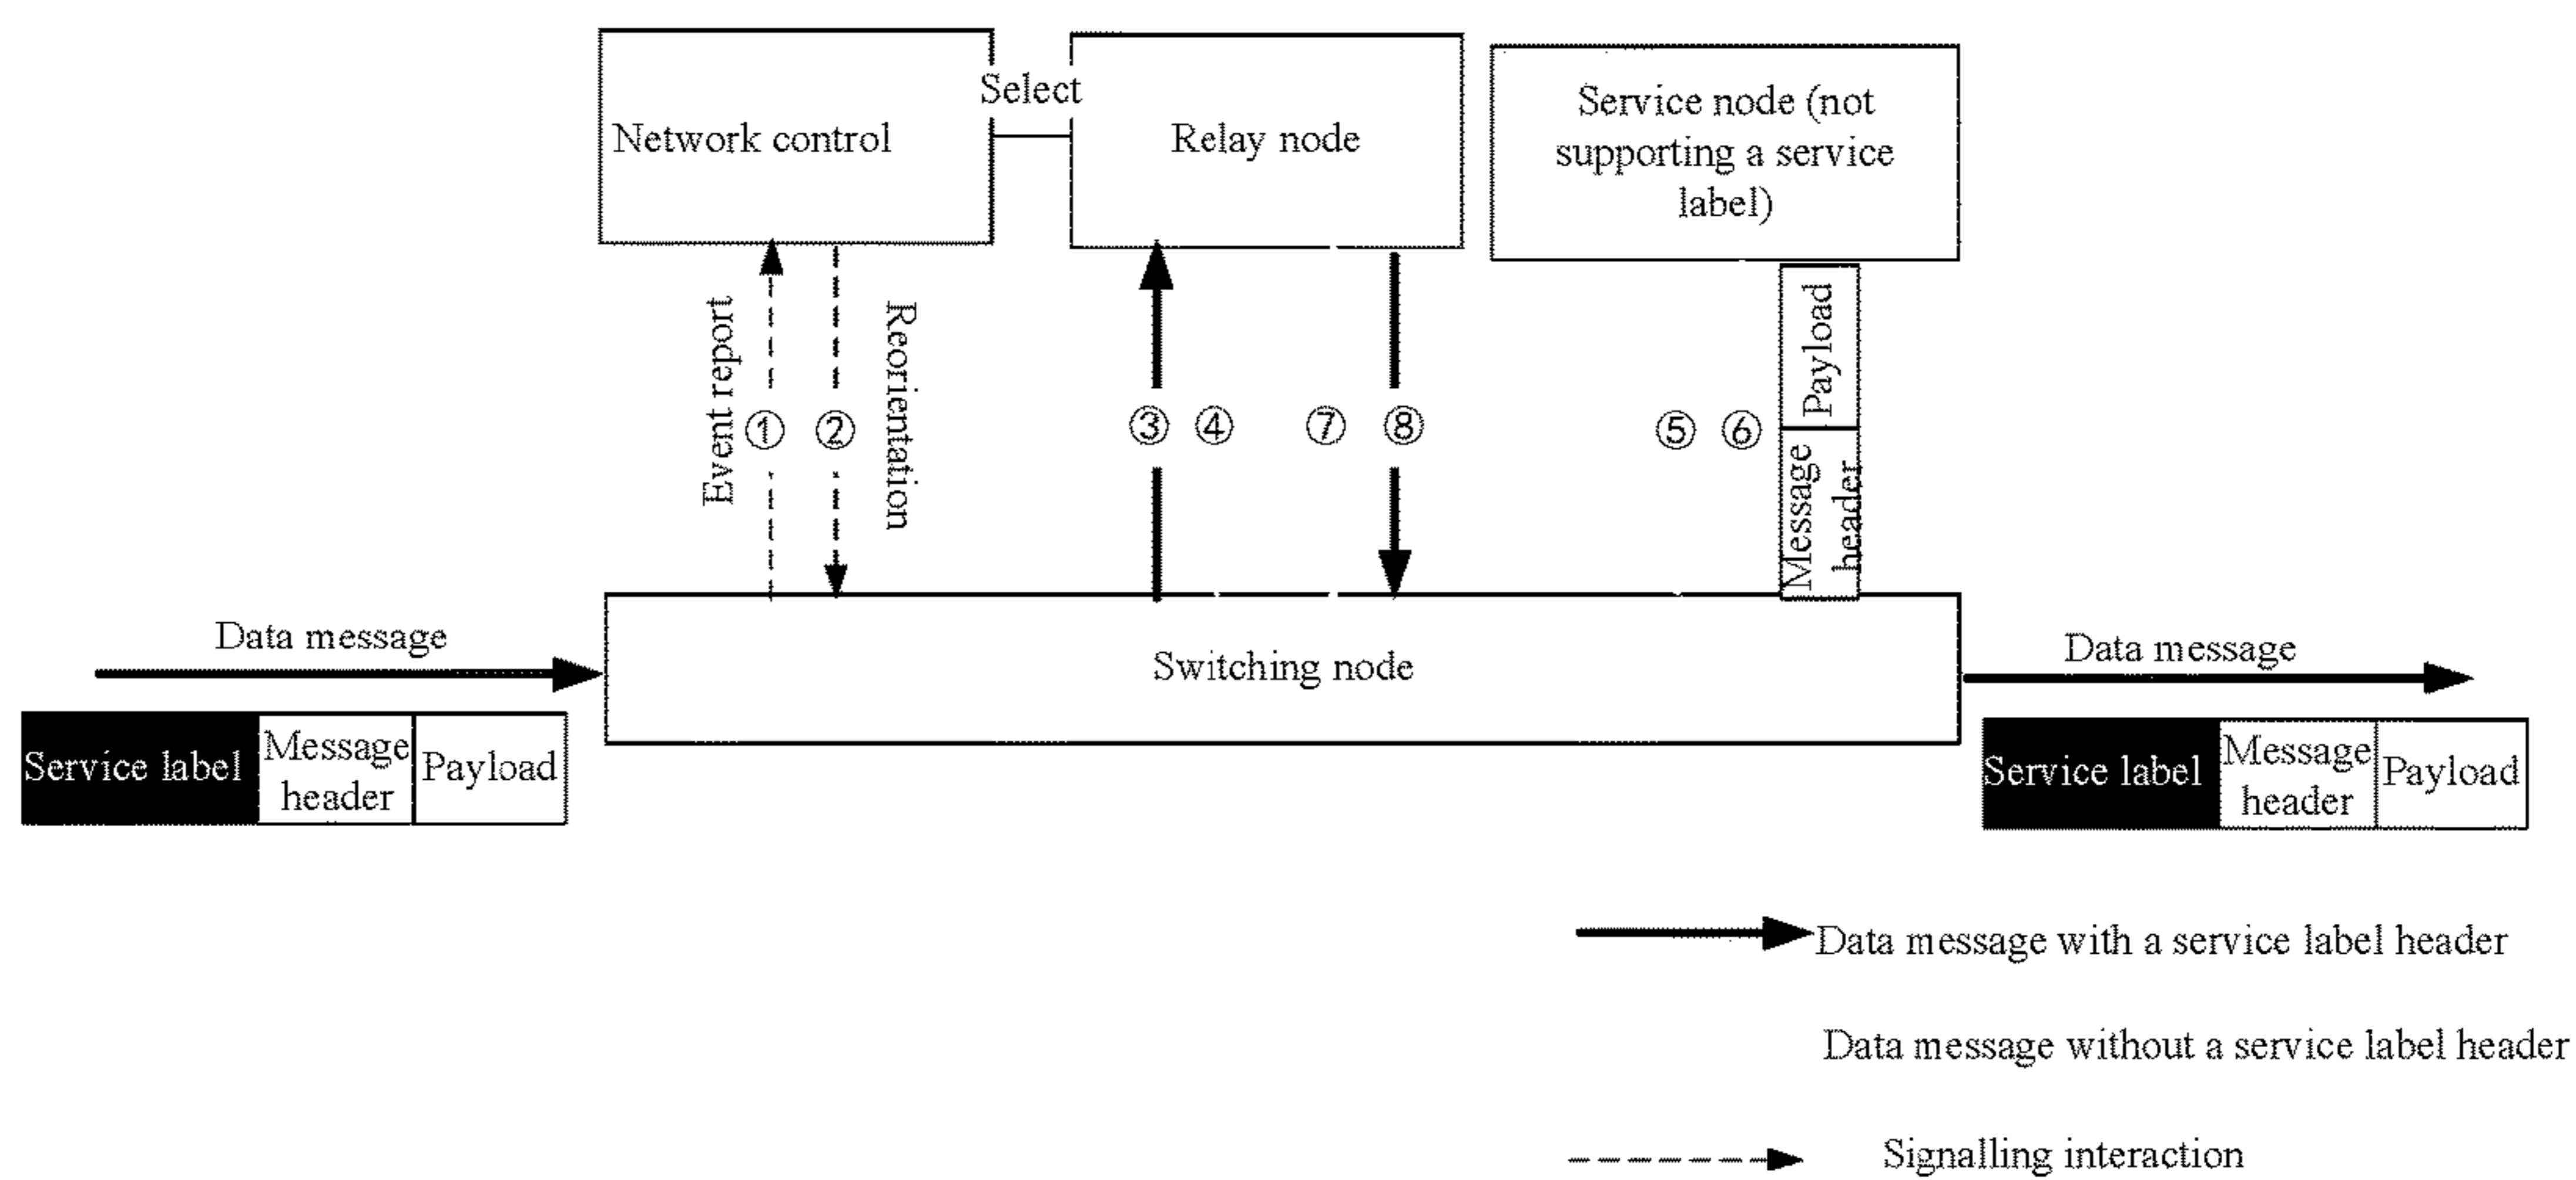 Network control
Select
Relay node
Service node (not
supporting a service
label)
Event report
①
②
Reorientation
③
④
⑦
⑧
⑤
⑥
Payload
Message
header
Data message
Switching node
Data message
Service label
Message
header
Payload
Service label
Message
header
Payload
Data message with a service label header
Data message without a service label header
Signalling interaction